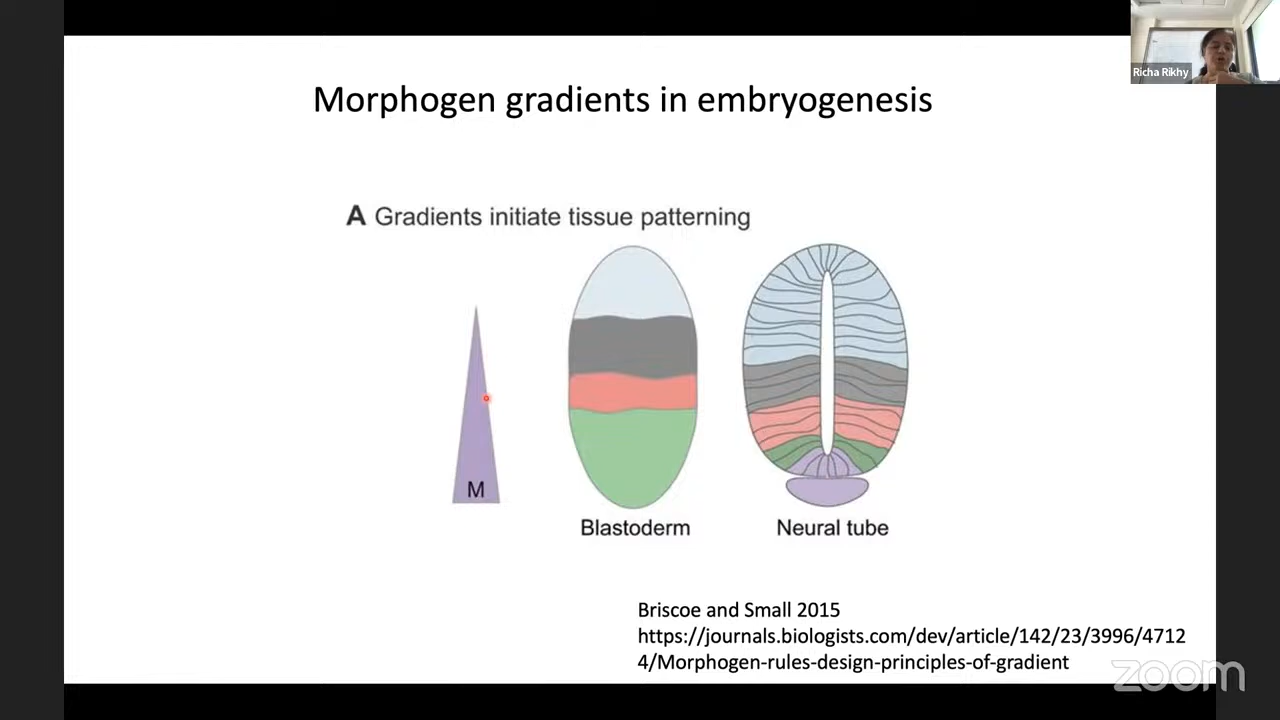 Richa Rikhy
Morphogen gradients in embryogenesis
A Gradients initiate tissue patterning
M
Blastoderm
Neural tube
Briscoe and Small 2015
https://journals.biologists.com/dev/article/142/23/3996/4712
4/Morphogen-rules-design-principles-of-gradient
zoom